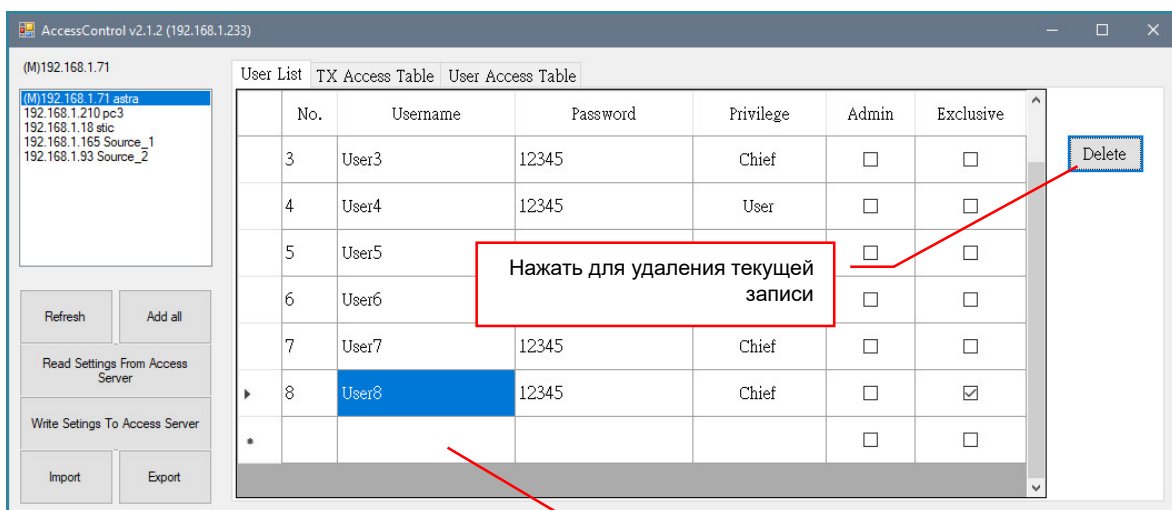 AccessControl v2.1.2 (192.168.1.233)
(M)192.168.1.71
(M)192.168.1.71 astra
192.168.1.210 pc3
192.168.1.18 stic
192.168.1.165 Source_1
192.168.1.93 Source_2
Refresh Add all
Read Settings From Access
Server
Write Setings To Access Server
Import Export
User List TX Access Table User Access Table
No. Username Password Privilege Admin Exclusive
3 User3 12345 Chief
4 User4 12345 User
5 User5
6 User6
7 User7 12345 Chief
8 User8 12345 Chief
Нажать для удаления текущей
записи
Delete